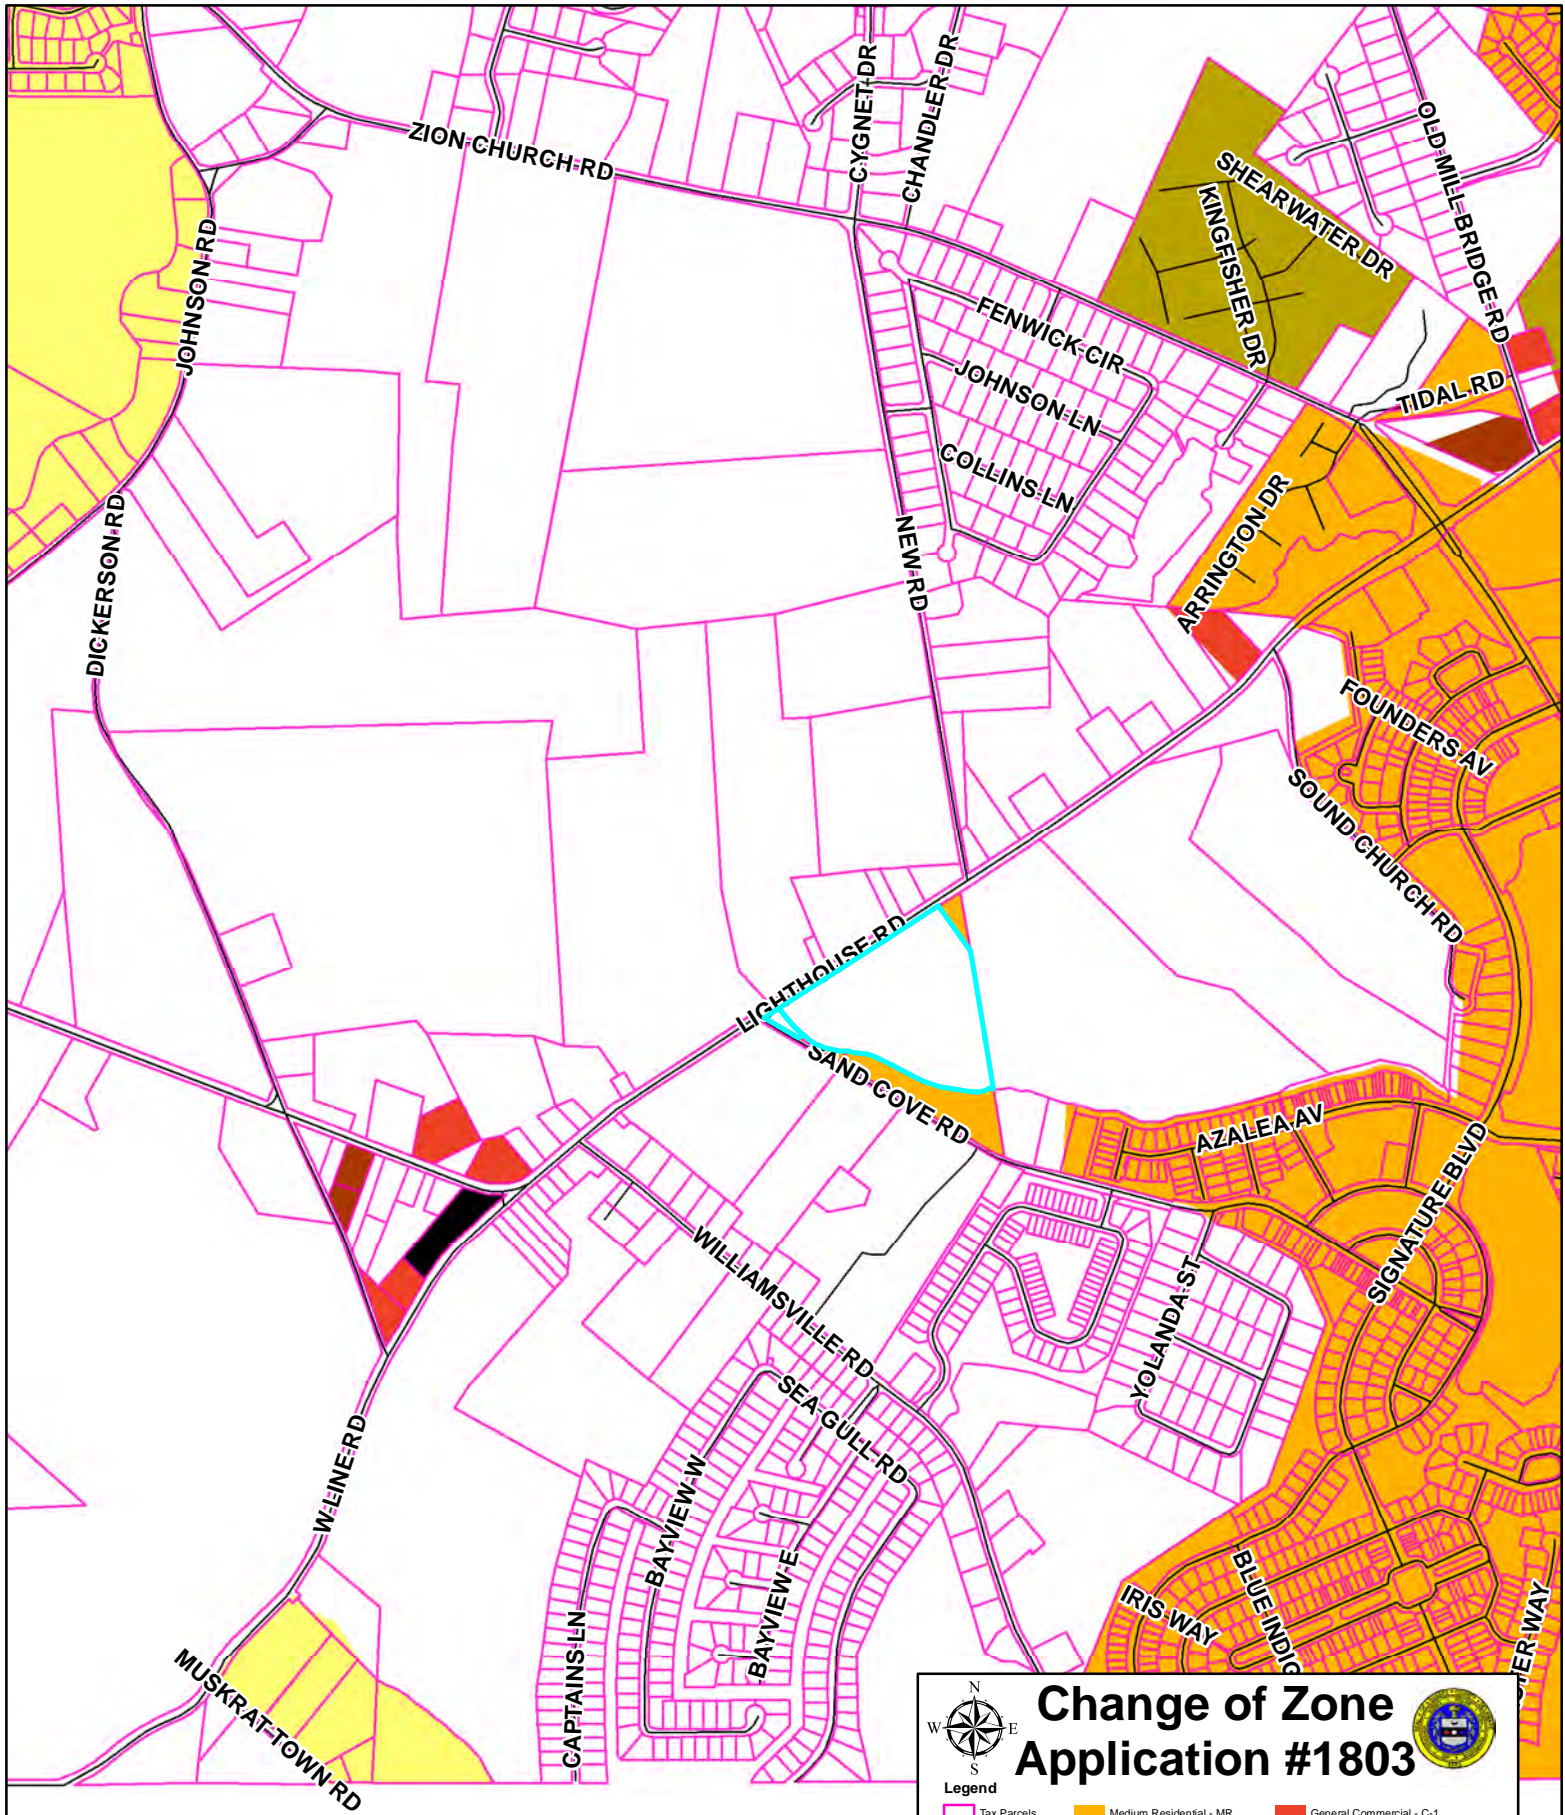 CYGNET DR
CHANDLER DR
ZION CHURCH RD
OLD MILL BRIDGE RD
SHEARWATER DR
KINGFISHER DR
JOHNSON RD
FENWICK CIR
JOHNSON LN
TIDAL RD
COLLINS LN
DICKERSON RD
NEW RD
ARRINGTON DR
FOUNDERS AV
SOUND CHURCH RD
LIGHTHOUSE RD
SAND COVE RD
AZALEA AV
SIGNATURE BLVD
WILLIAMSVILLE RD
YOLANDA ST
SEA GULL RD
W LINE RD
BAYVIEW W
BAYVIEW E
CAPTAINS LN
IRIS WAY
BLUE INDIG
STER WAY
MUSKRAT TOWN RD
N
W E
S
Change of Zone
Application #1803
Legend
Tax Parcels Medium Residential - MR General Commercial - C-1